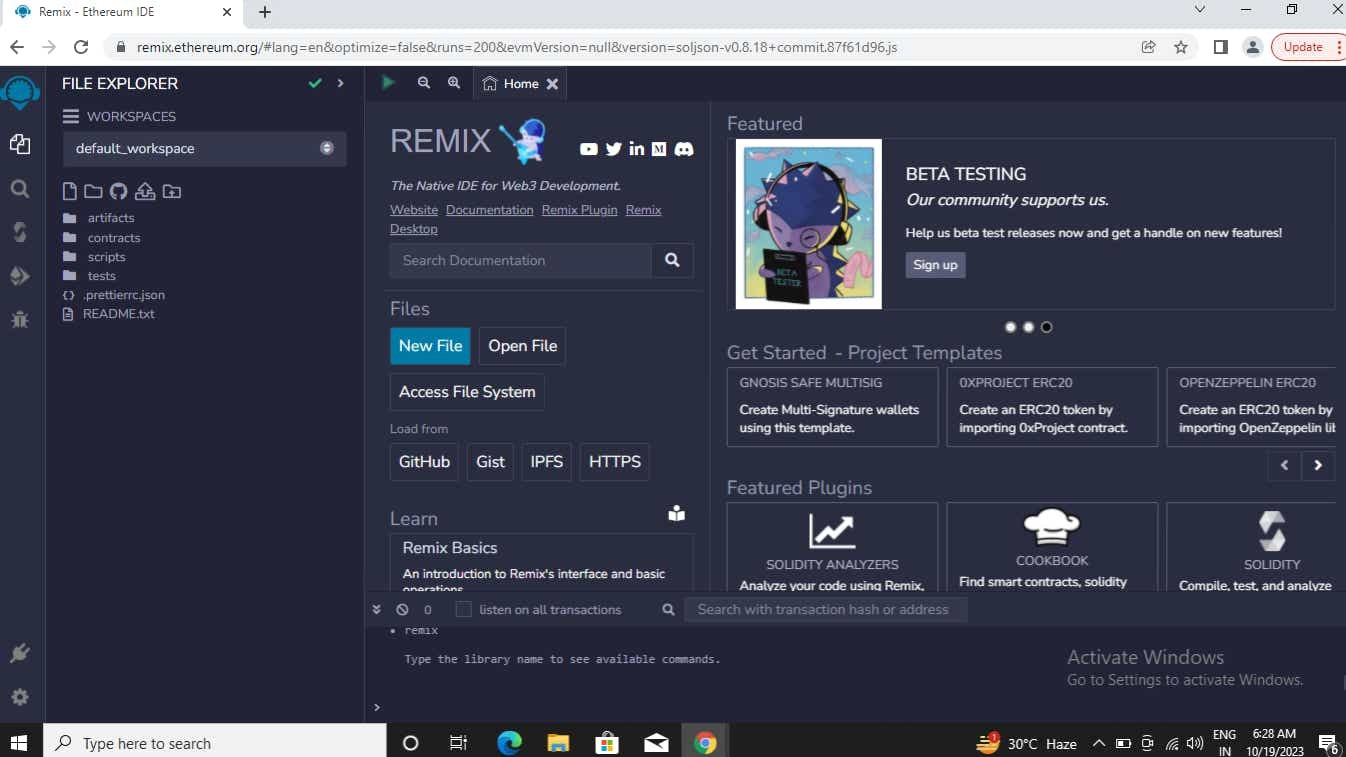 Remix - Ethereum IDE
remix.ethereum.org/#lang=en&optimize=false&runs=200&evmVersion=null&version=soljson-v0.8.18+commit.87f61d96.js
Update
FILE EXPLORER
WORKSPACES
default_workspace
artifacts
contracts
scripts
tests
.prettierrc.json
README.txt
Home
REMIX
The Native IDE for Web3 Development.
Website Documentation Remix Plugin Remix
Desktop
Search Documentation
Files
New File Open File
Access File System
Load from
GitHub Gist IPFS HTTPS
Learn
Remix Basics
An introduction to Remix's interface and basic
operations
Featured
BETA TESTER
BETA TESTING
Our community supports us.
Help us beta test releases now and get a handle on new features!
Sign up
Get Started - Project Templates
GNOSIS SAFE MULTISIG
Create Multi-Signature wallets
using this template.
0XPROJECT ERC20
Create an ERC20 token by
importing 0xProject contract.
OPENZEPPELIN ERC20
Create an ERC20 token by
importing OpenZeppelin lib
Featured Plugins
SOLIDITY ANALYZERS
Analyze your code using Remix,
COOKBOOK
Find smart contracts, solidity
SOLIDITY
Compile, test, and analyze
0 listen on all transactions Search with transaction hash or address
remix
Type the library name to see available commands.
>
Activate Windows
Go to Settings to activate Windows.
Type here to search
1
30°C Haze
ENG
IN
6:28 AM
10/19/2023
6